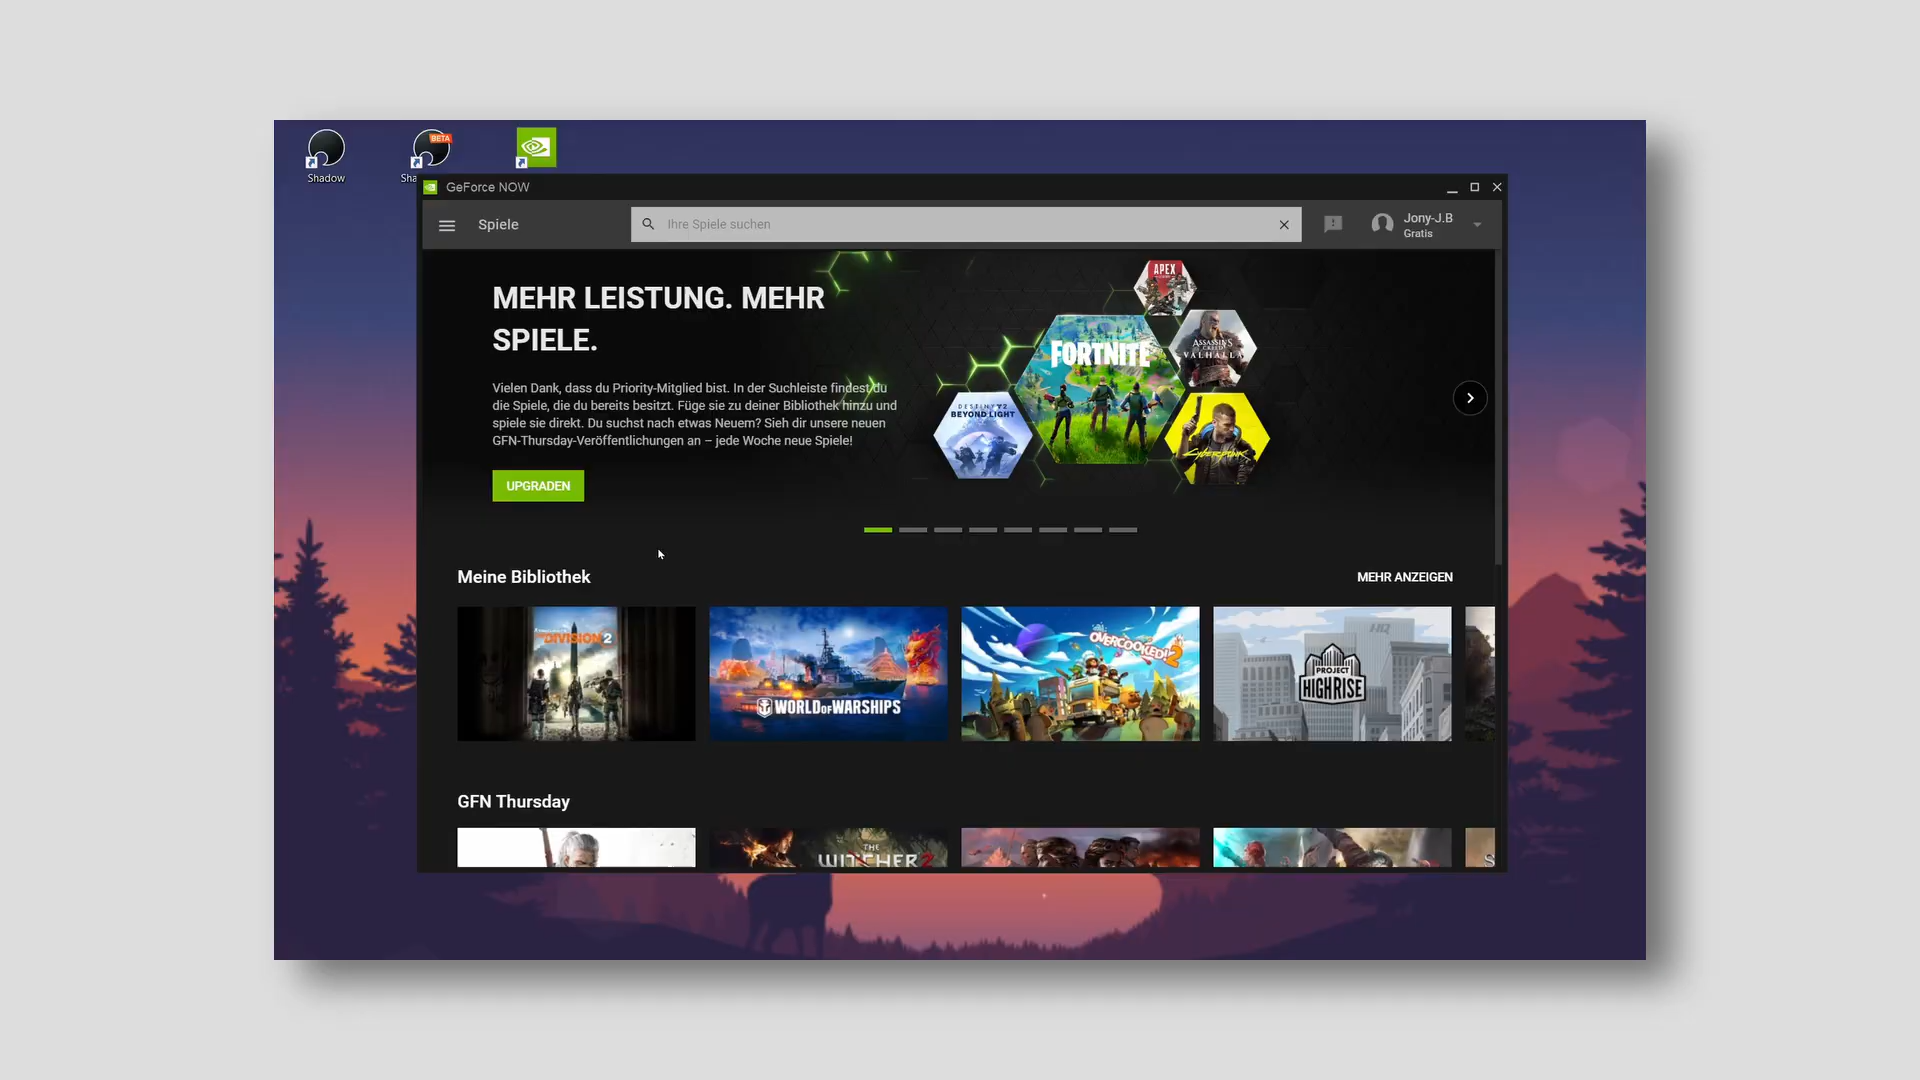 BETA
Shadow
Sha
GeForce NOW
Spiele
Ihre Spiele suchen
Jony-J.B
Gratis
MEHR LEISTUNG. MEHR
SPIELE.
Vielen Dank, dass du Priority-Mitglied bist. In der Suchleiste findest du
die Spiele, die du bereits besitzt. Füge sie zu deiner Bibliothek hinzu und
spiele sie direkt. Du suchst nach etwas Neuem? Sieh dir unsere neuen
GFN-Thursday-Veröffentlichungen an – jede Woche neue Spiele!
UPGRADEN
APEX
FORTNITE
ASSASSIN'S
CREED
VALHALLA
DESTINY 2
BEYOND LIGHT
CYBERPUNK
Meine Bibliothek
MEHR ANZEIGEN
DIVISION 2
WORLD OF WARSHIPS
OVERCOOKED! 2
HQ
PROJECT
HIGHRISE
GFN Thursday
THE
WITCHER 2
S